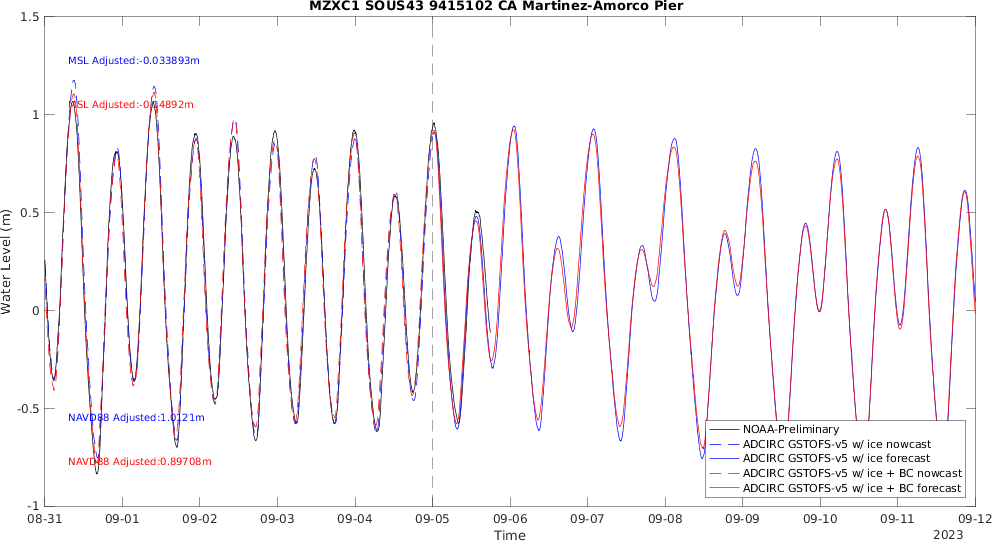 MZXC1 SOUS43 9415102 CA Martinez-Amorco Pier
1.5
1
0.5
0
-0.5
-1
Water Level (m)
MSL Adjusted:-0.033893m
MSL Adjusted:-0.14892m
NAVD88 Adjusted:1.0121m
NAVD88 Adjusted:0.89708m
NOAA-Preliminary
ADCIRC GSTOFS-v5 w/ ice nowcast
ADCIRC GSTOFS-v5 w/ ice forecast
ADCIRC GSTOFS-v5 w/ ice + BC nowcast
ADCIRC GSTOFS-v5 w/ ice + BC forecast
08-31 09-01 09-02 09-03 09-04 09-05 09-06 09-07 09-08 09-09 09-10 09-11 09-12
Time
2023